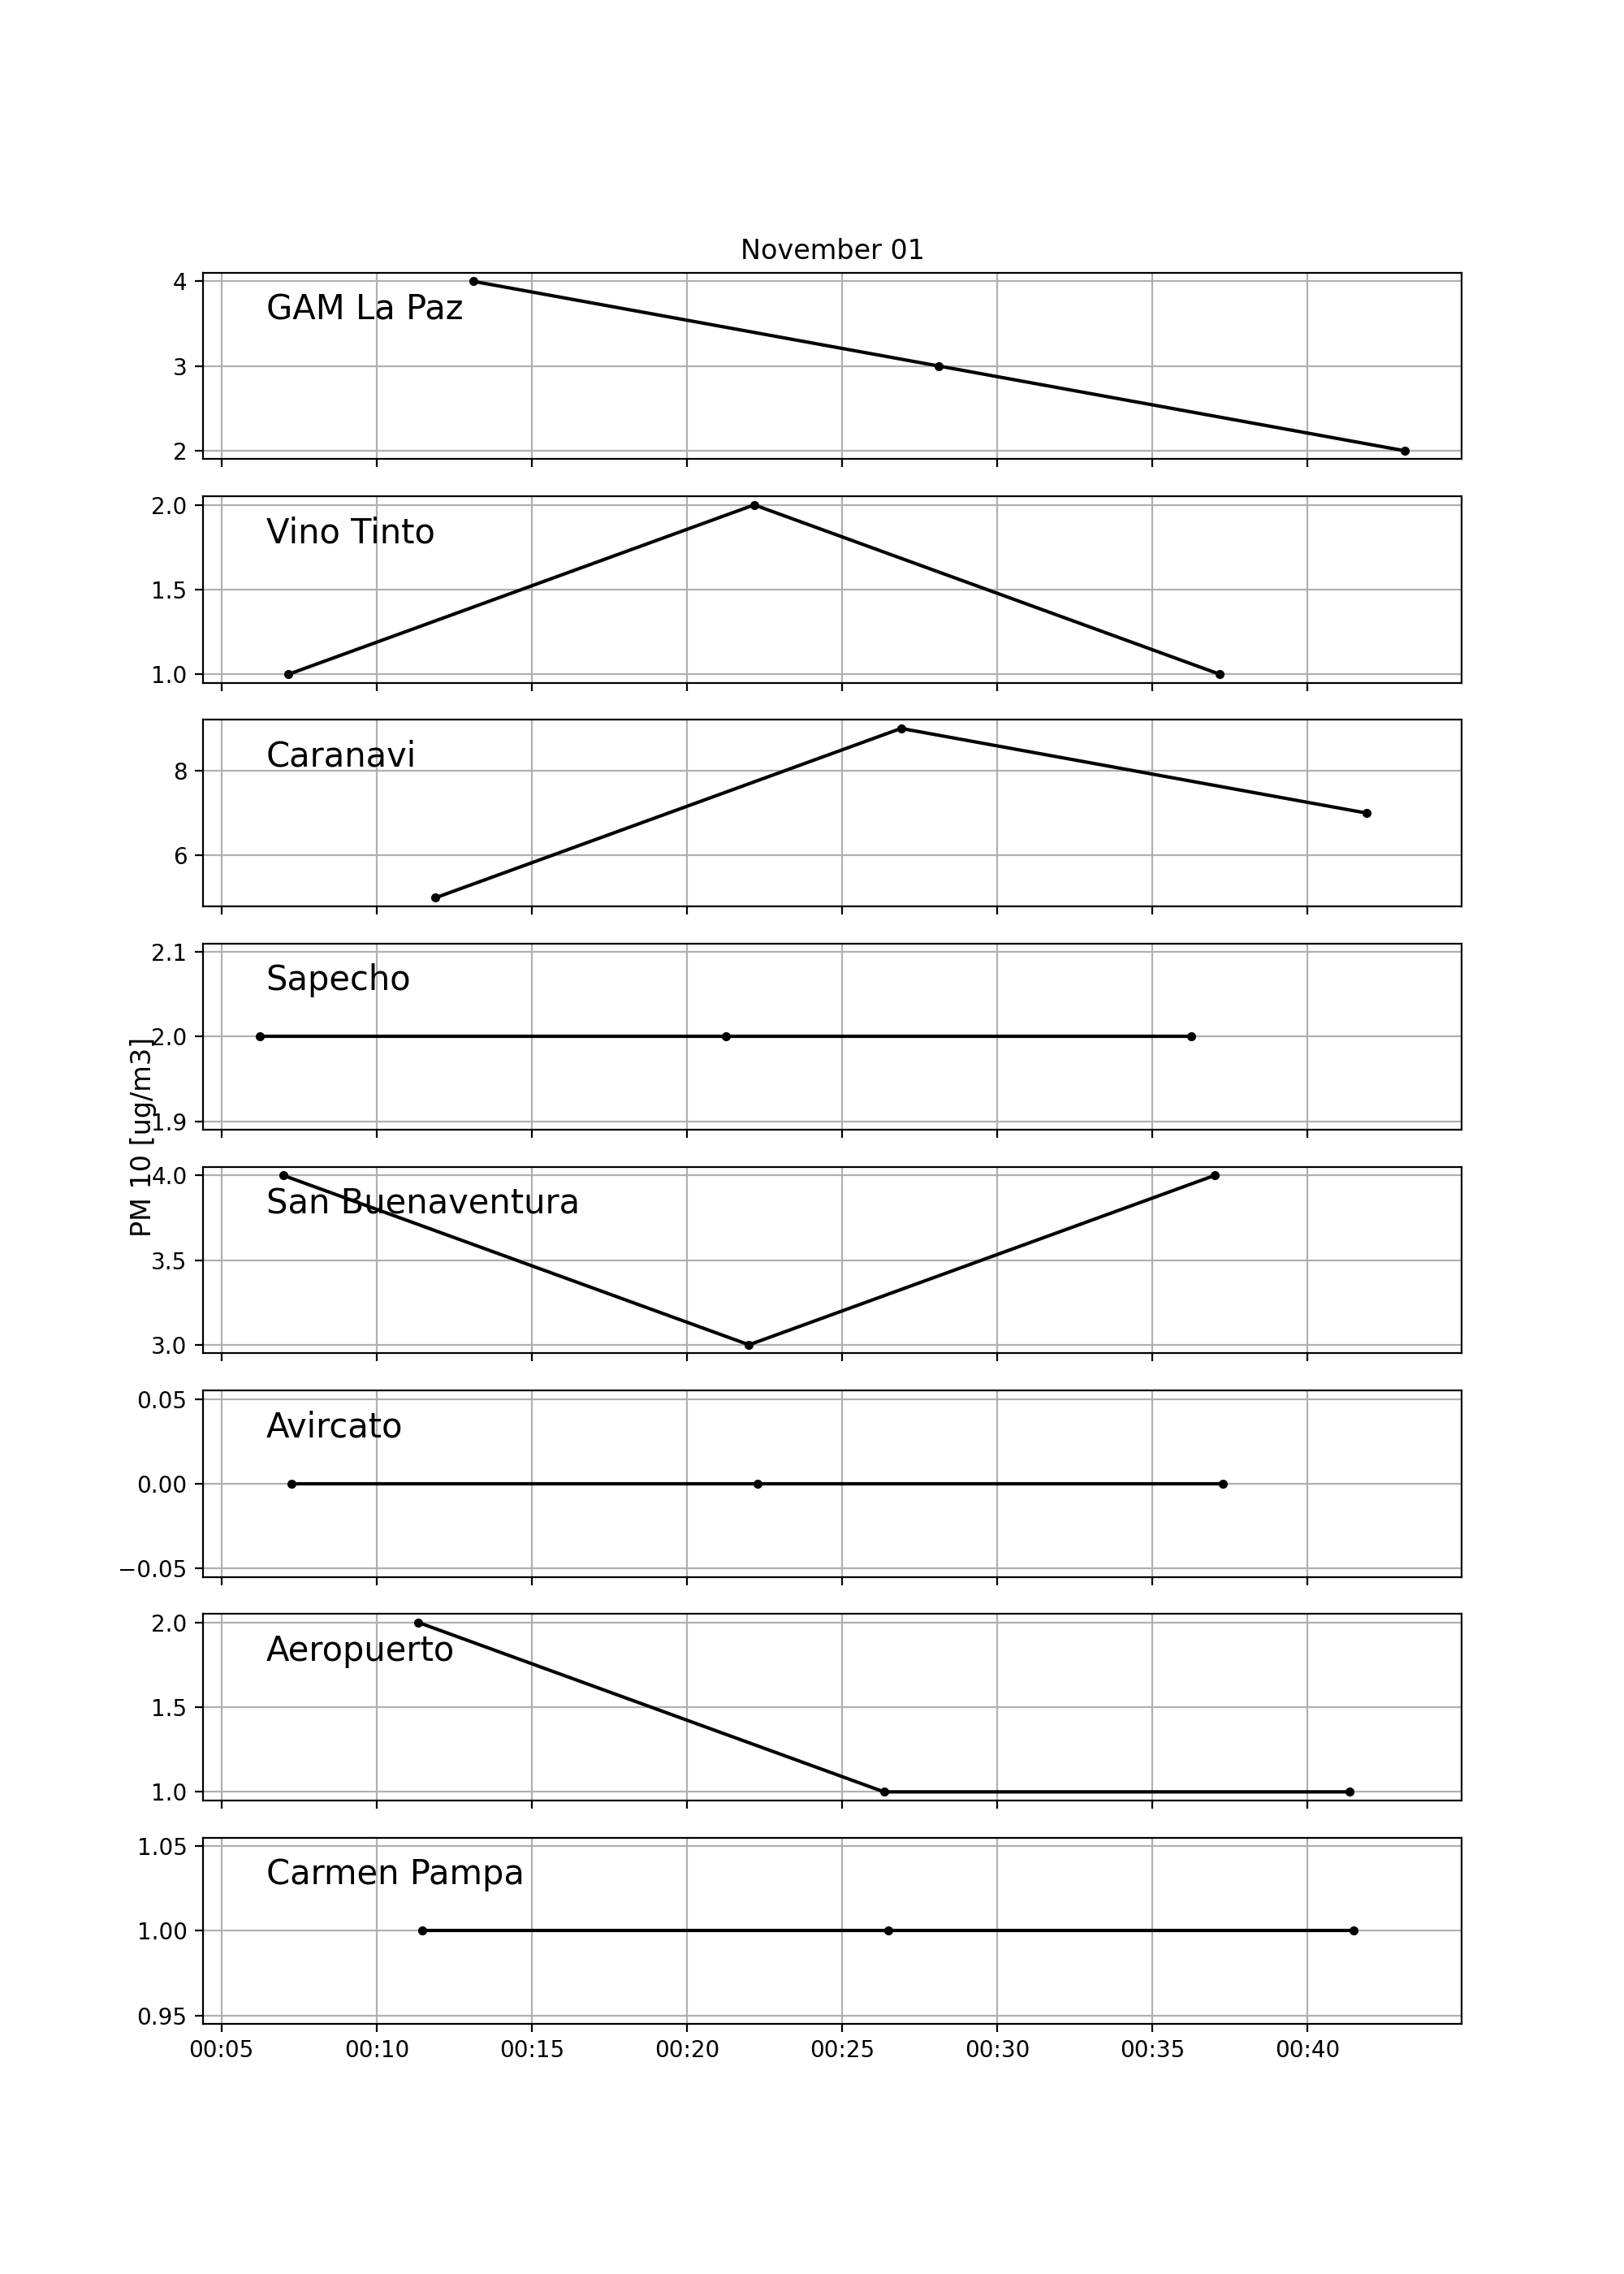 November 01
4
GAM La Paz
3
2
2.0
Vino Tinto
1.5
1.0
Caranavi
8
6
2.1
Sapecho
2.0
1.9
PM 10 [ug/m3]
4.0
San Buenaventura
3.5
3.0
0.05
Avircato
0.00
−0.05
2.0
Aeropuerto
1.5
1.0
1.05
Carmen Pampa
1.00
0.95
00:05 00:10 00:15 00:20 00:25 00:30 00:35 00:40